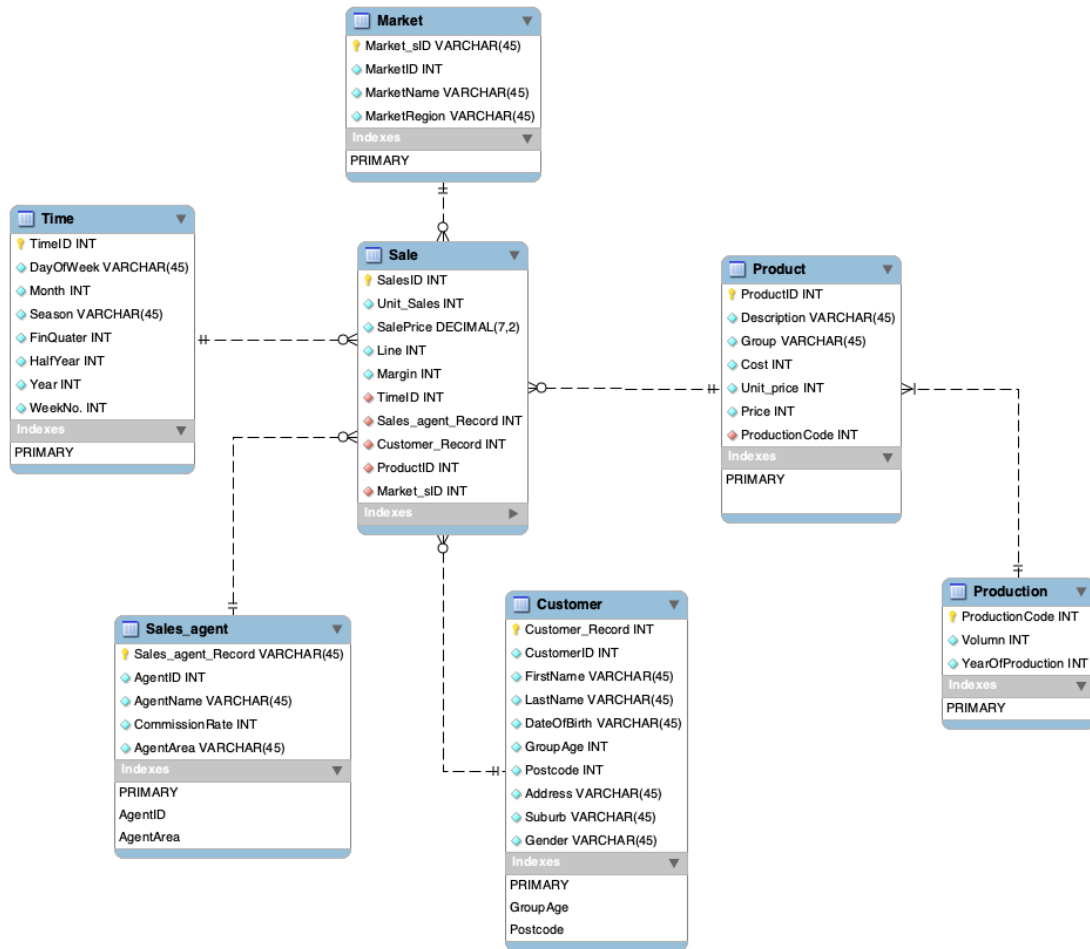 Market
Market_sID VARCHAR(45)
MarketID INT
MarketName VARCHAR(45)
MarketRegion VARCHAR(45)
Indexes
PRIMARY
Time
TimeID INT
DayOfWeek VARCHAR(45)
Month INT
Season VARCHAR(45)
FinQuater INT
HalfYear INT
Year INT
WeekNo. INT
Indexes
PRIMARY
Sale
SalesID INT
Unit_Sales INT
SalePrice DECIMAL(7,2)
Line INT
Margin INT
TimeID INT
Sales_agent_Record INT
Customer_Record INT
ProductID INT
Market_sID INT
Indexes
Product
ProductID INT
Description VARCHAR(45)
Group VARCHAR(45)
Cost INT
Unit_price INT
Price INT
ProductionCode INT
Indexes
PRIMARY
Sales_agent
Sales_agent_Record VARCHAR(45)
AgentID INT
AgentName VARCHAR(45)
CommissionRate INT
AgentArea VARCHAR(45)
Indexes
PRIMARY
AgentID
AgentArea
Customer
Customer_Record INT
CustomerID INT
FirstName VARCHAR(45)
LastName VARCHAR(45)
DateOfBirth VARCHAR(45)
GroupAge INT
Postcode INT
Address VARCHAR(45)
Suburb VARCHAR(45)
Gender VARCHAR(45)
Indexes
PRIMARY
GroupAge
Postcode
Production
ProductionCode INT
Volumn INT
YearOfProduction INT
Indexes
PRIMARY